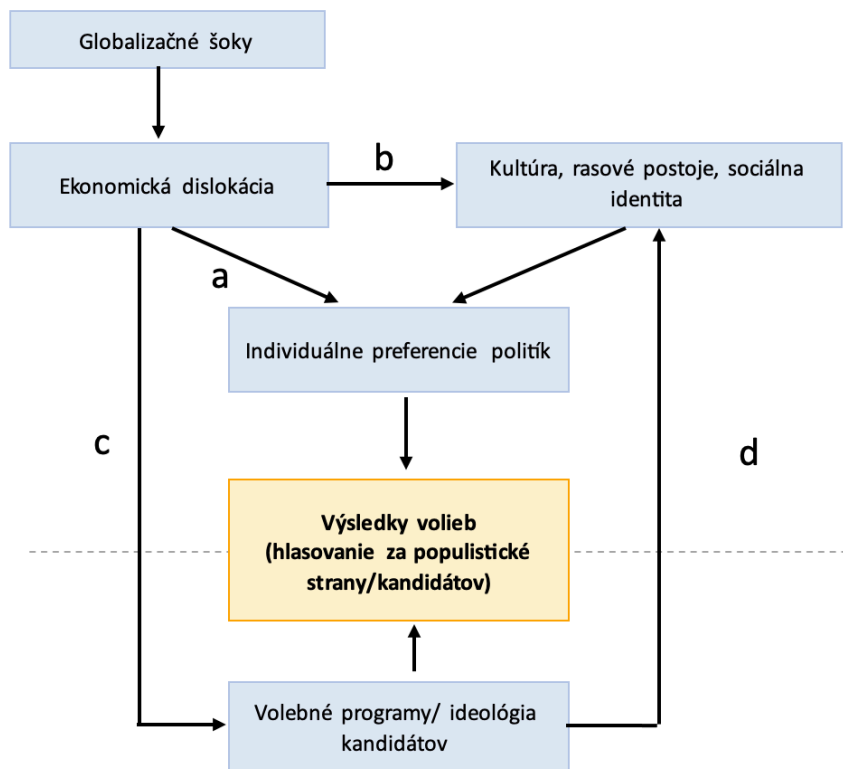 Globalizačné šoky
b
Ekonomická dislokácia
Kultúra, rasové postoje, sociálna
identita
a
Individuálne preferencie politík
c
d
Výsledky volieb
(hlasovanie za populistické
strany/kandidátov)
Volebné programy/ ideológia
kandidátov